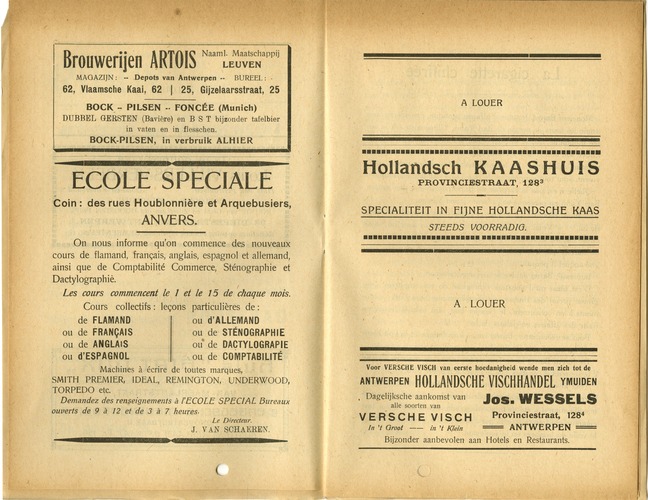 Brouwerijen ARTOIS Naaml. Maatschappij
LEUVEN
MAGAZIJN: -- Depots van Antwerpen -- BUREEL: -
62, Vlaamsche Kaai, 62 | 25, Gijzelaarsstraat, 25
BOCK – PILSEN – FONCÉE (Munich)
DUBBEL GERSTEN (Bavière) en B S T bijzonder tafelbier
in vaten en in flesschen.
BOCK-PILSEN, in verbruik ALHIER
ECOLE SPECIALE
Coin: des rues Houblonnière et Arquebusiers,
ANVERS.
On nous informe qu'on commence des nouveaux
cours de flamand, français, anglais, espagnol et allemand,
ainsi que de Comptabilité Commerce, Sténographie et
Dactylographié.
Les cours commencent le 1 et le 15 de chaque mois.
Cours collectifs: leçons particulières de:
de FLAMAND ou d'ALLEMAND
ou de FRANÇAIS ou de STÉNOGRAPHIE
ou de ANGLAIS ou de DACTYLOGRAPIE
ou d'ESPAGNOL ou de COMPTABILITÉ
Machines à écrire de toutes marques,
SMITH PREMIER, IDEAL, REMINGTON, UNDERWOOD,
TORPEDO etc.
Demandez des renseignements à l'ECOLE SPECIAL Bureaux
ouverts de 9 à 12 et de 3 à 7 heures.
Le Directeur.
J. VAN SCHAEREN.
A LOUER
Hollandsch KAASHUIS
PROVINCIESTRAAT, 128³
SPECIALITEIT IN FIJNE HOLLANDSCHE KAAS
STEEDS VOORRADIG.
A LOUER
Voor VERSCHE VISCH van eerste hoedanigheid wende men zich tot de
ANTWERPEN HOLLANDSCHE VISCHHANDEL YMUIDEN
Dagelijksche aankomst van
alle soorten van
VERSCHE VISCH
In 't Groot —— in 't Klein
Jos. WESSELS
Provinciestraat, 128⁴
ANTWERPEN
Bijzonder aanbevolen aan Hotels en Restaurants.